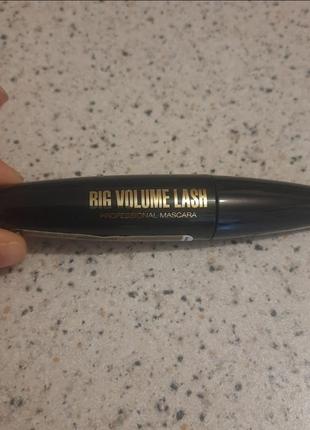 BIG VOLUME LASH
PROFESSIONAL MASCARA